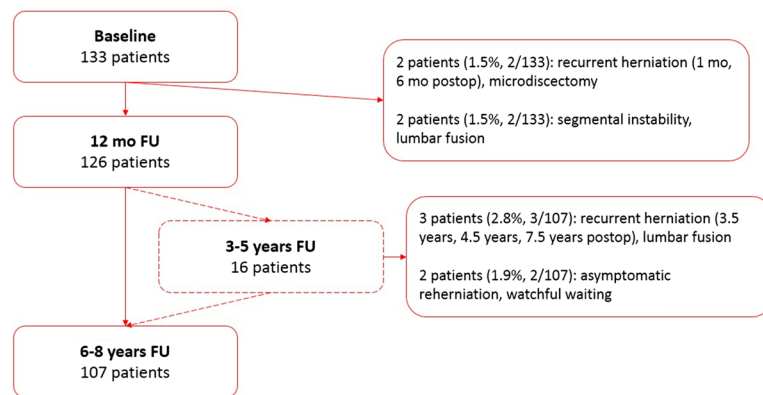 Baseline
133 patients
2 patients (1.5%, 2/133): recurrent herniation (1 mo,
6 mo postop), microdiscectomy
2 patients (1.5%, 2/133): segmental instability,
lumbar fusion
12 mo FU
126 patients
3-5 years FU
16 patients
3 patients (2.8%, 3/107): recurrent herniation (3.5
years, 4.5 years, 7.5 years postop), lumbar fusion
2 patients (1.9%, 2/107): asymptomatic
reherniation, watchful waiting
6-8 years FU
107 patients